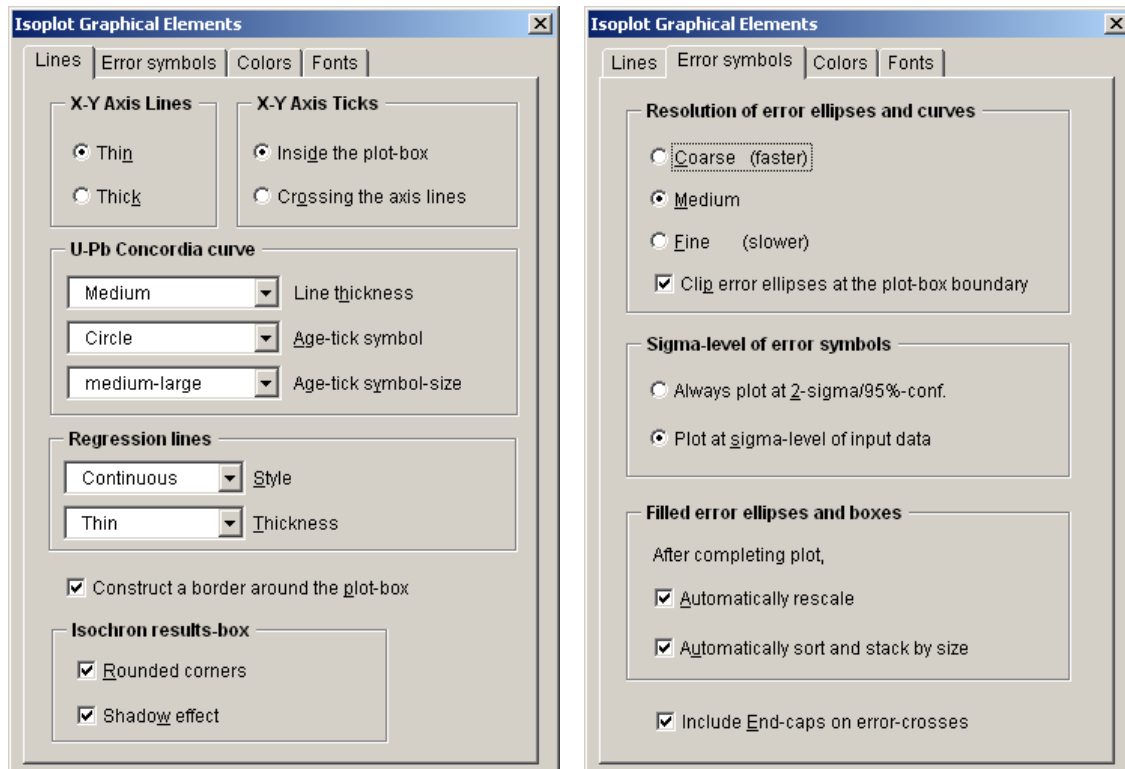 Isoplot Graphical Elements
Lines Error symbols Colors Fonts
X-Y Axis Lines
Thin
Thick
X-Y Axis Ticks
Inside the plot-box
Crossing the axis lines
U-Pb Concordia curve
Medium Line thickness
Circle Age-tick symbol
medium-large Age-tick symbol-size
Regression lines
Continuous Style
Thin Thickness
Construct a border around the plot-box
Isochron results-box
Rounded corners
Shadow effect
Isoplot Graphical Elements
Lines Error symbols Colors Fonts
Resolution of error ellipses and curves
Coarse (faster)
Medium
Fine (slower)
Clip error ellipses at the plot-box boundary
Sigma-level of error symbols
Always plot at 2-sigma/95%-conf.
Plot at sigma-level of input data
Filled error ellipses and boxes
After completing plot,
Automatically rescale
Automatically sort and stack by size
Include End-caps on error-crosses